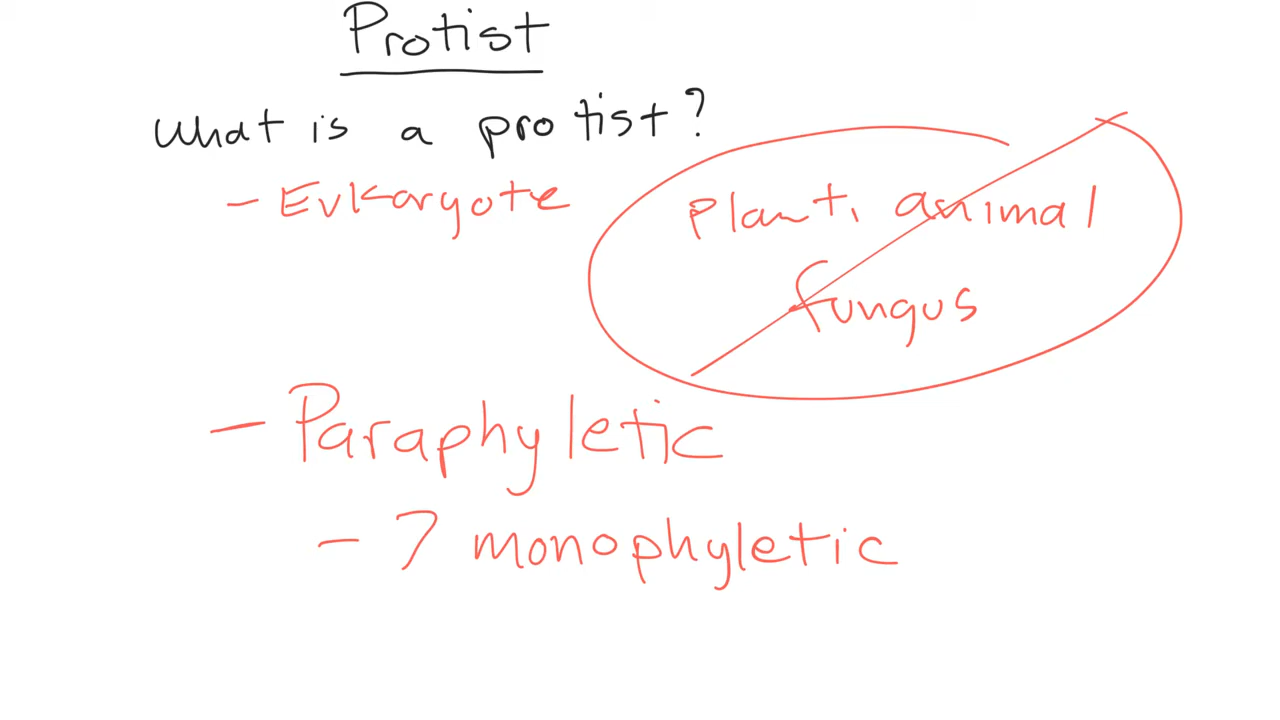 Protist
What is a protist?
- Eukaryote
Plant, animal
fungus
- Paraphyletic
- 7 monophyletic